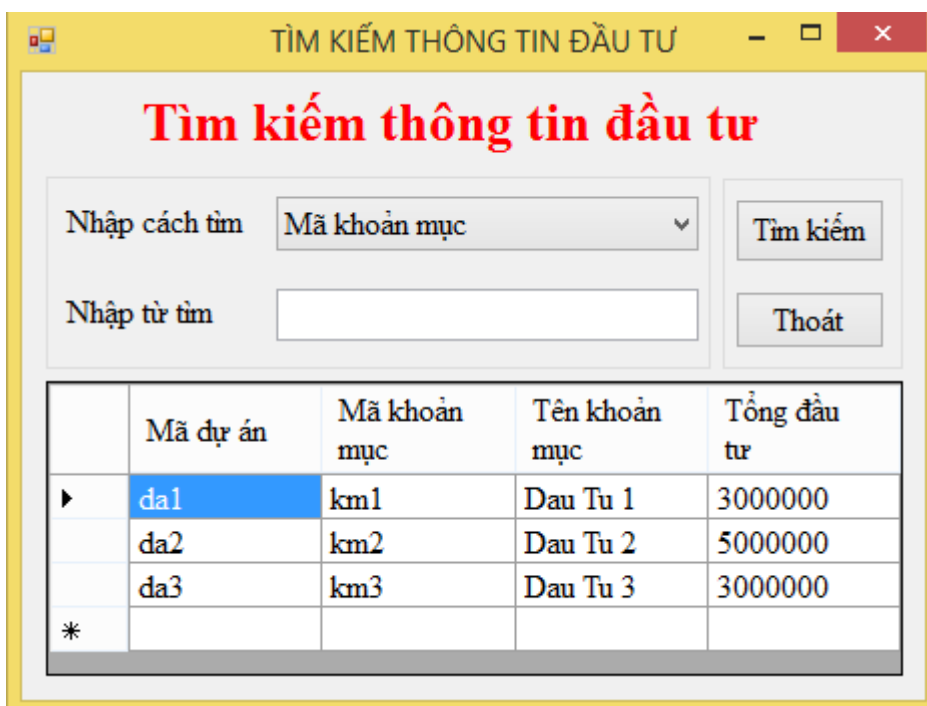 TÌM KIẾM THÔNG TIN ĐẦU TƯ
Tìm kiếm thông tin đầu tư
Nhập cách tìm Mã khoản mục Tìm kiếm
Nhập từ tìm Thoát
Mã dự án Mã khoản mục Tên khoản mục Tổng đầu tư
da1 km1 Dau Tu 1 3000000
da2 km2 Dau Tu 2 5000000
da3 km3 Dau Tu 3 3000000